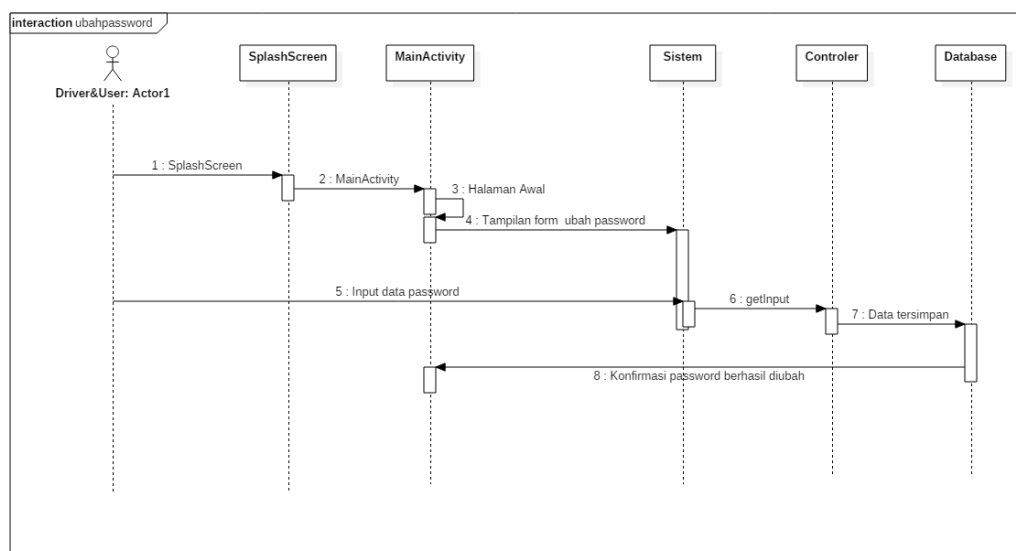 interaction ubahpassword
SplashScreen
MainActivity
Sistem
Controler
Database
Driver&User: Actor1
1 : SplashScreen
2 : MainActivity
3 : Halaman Awal
4 : Tampilan form ubah password
5 : Input data password
6 : getInput
7 : Data tersimpan
8 : Konfirmasi password berhasil diubah